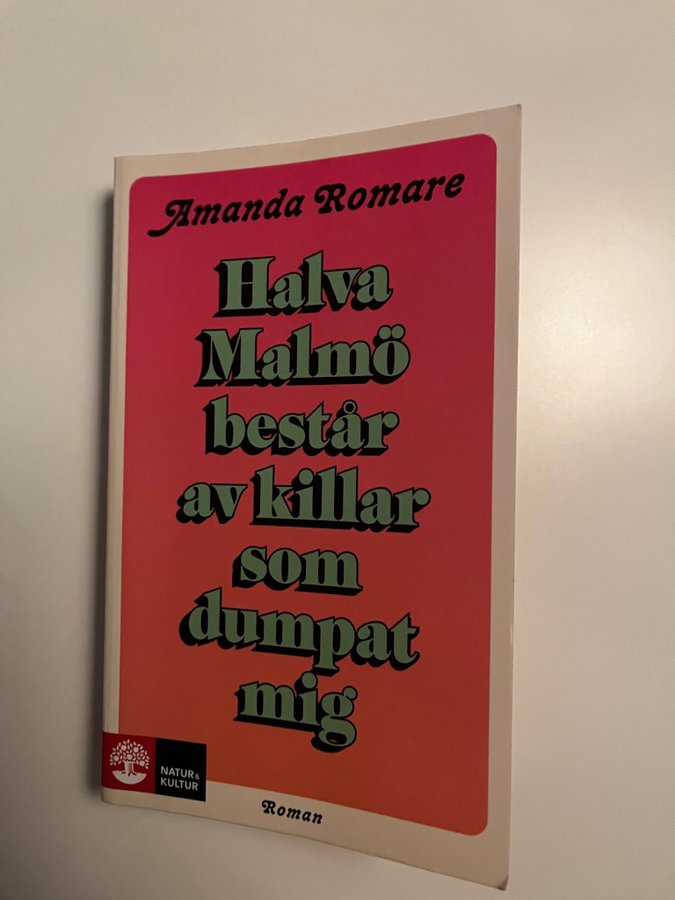 Amanda Romare
Halva
Malmö
består
av killar
som
dumpat
mig
NATUR &
KULTUR
Roman